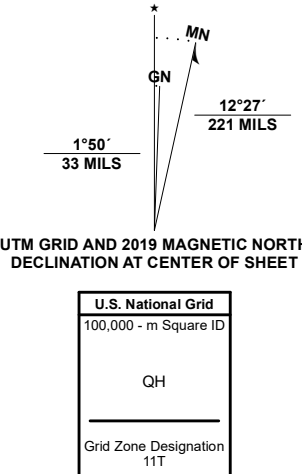 ★
MN
GN
12°27´
221 MILS
1°50´
33 MILS
UTM GRID AND 2019 MAGNETIC NORTH
DECLINATION AT CENTER OF SHEET
U.S. National Grid
100,000 - m Square ID
QH
Grid Zone Designation
11T